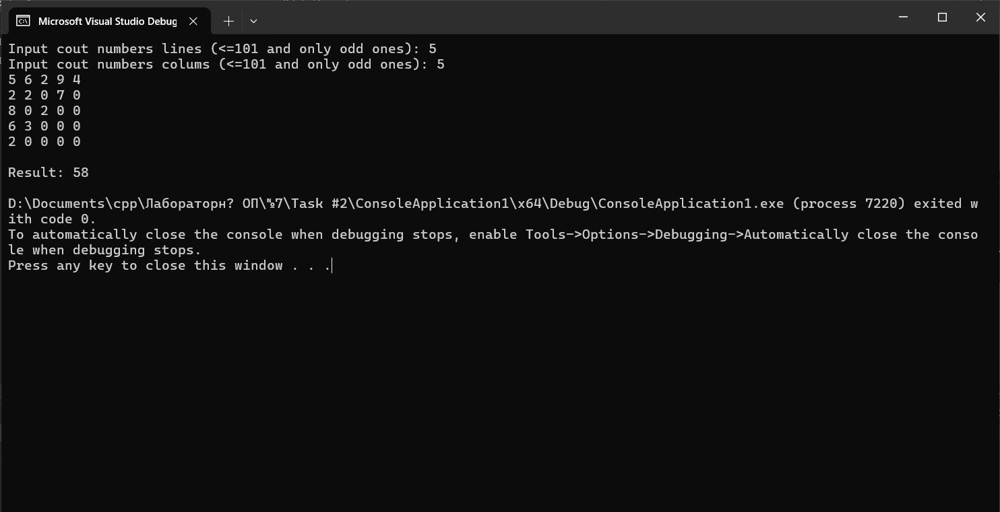 Microsoft Visual Studio Debug
Input cout numbers lines (<=101 and only odd ones): 5
Input cout numbers colums (<=101 and only odd ones): 5
5 6 2 9 4
2 2 0 7 0
8 0 2 0 0
6 3 0 0 0
2 0 0 0 0
Result: 58
D:\Documents\cpp\Лабораторн? ОП\№7\Task #2\ConsoleApplication1\x64\Debug\ConsoleApplication1.exe (process 7220) exited w
ith code 0.
To automatically close the console when debugging stops, enable Tools->Options->Debugging->Automatically close the conso
le when debugging stops.
Press any key to close this window . . .